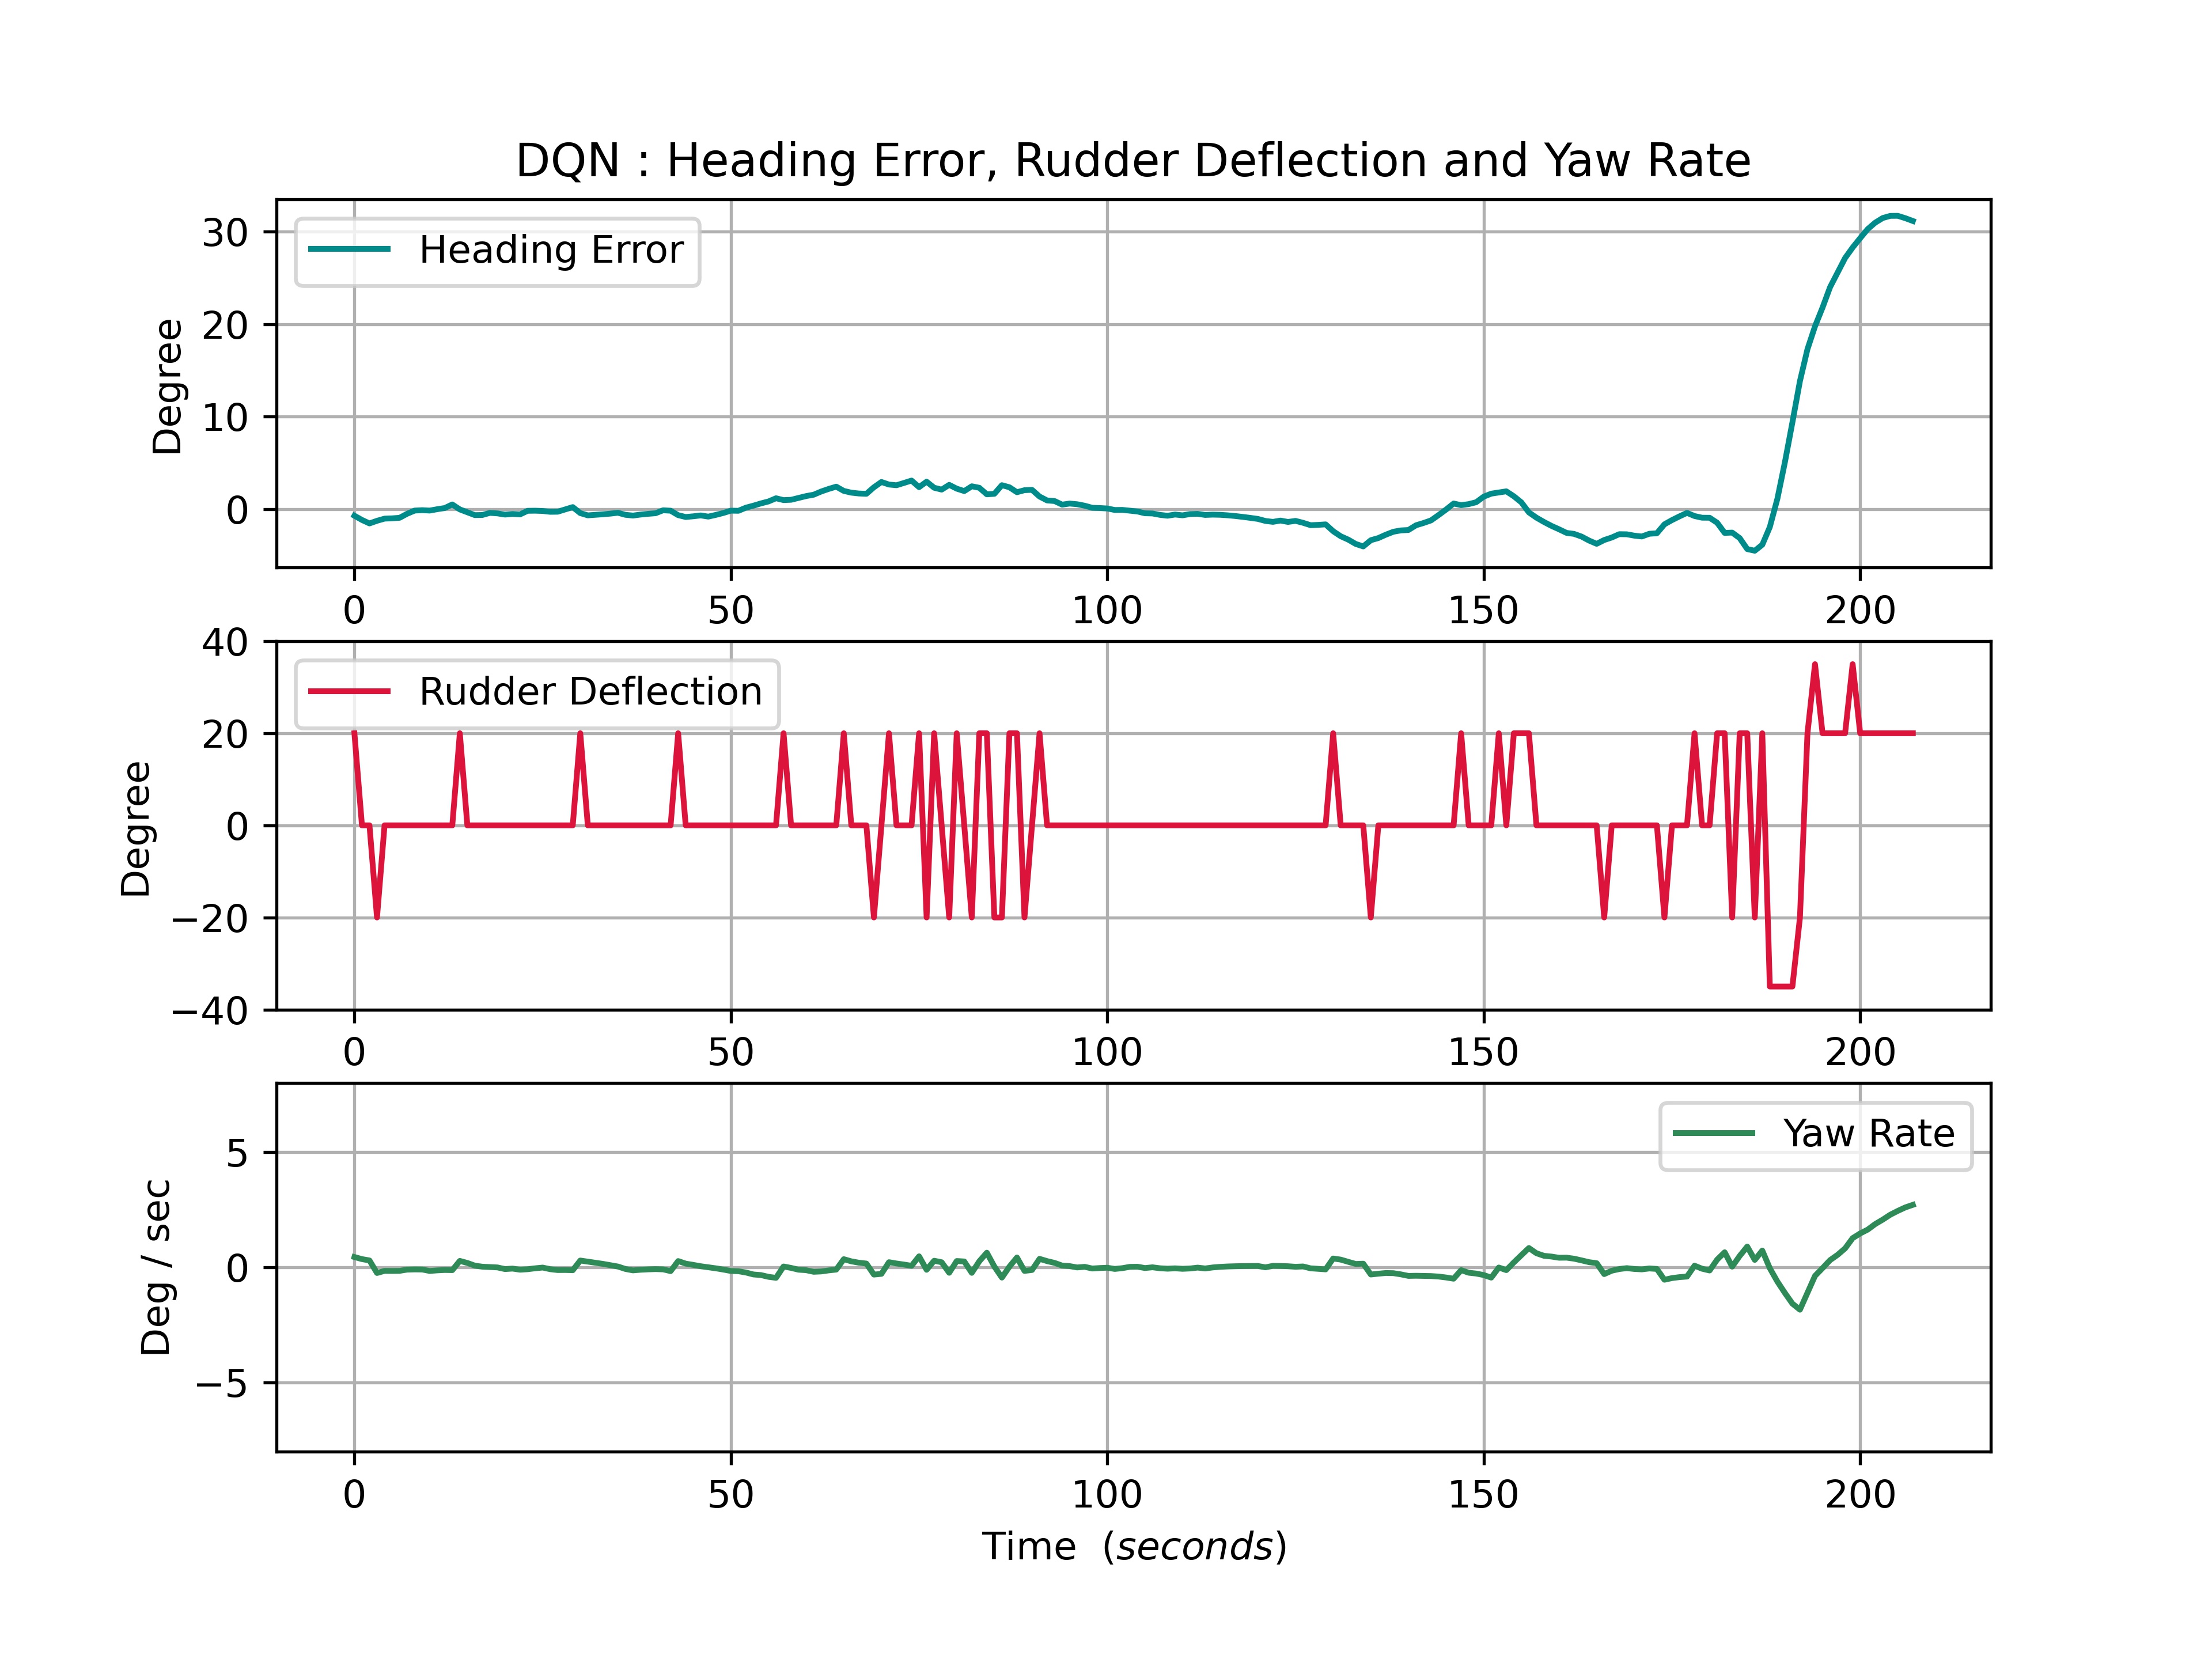 DQN : Heading Error, Rudder Deflection and Yaw Rate
30
20
10
0
Degree
Heading Error
0 50 100 150 200
40
20
0
−20
−40
Degree
Rudder Deflection
0 50 100 150 200
5
0
−5
Deg / sec
Yaw Rate
0 50 100 150 200
Time (seconds)